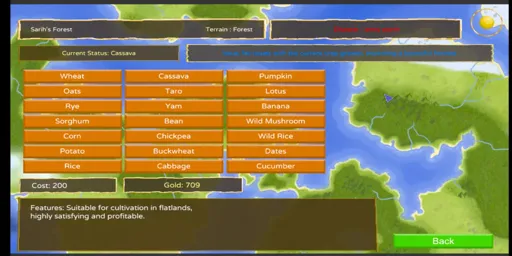 Sarih's Forest
Terrain : Forest
Current Status: Cassava
Wheat
Cassava
Pumpkin
Oats
Taro
Lotus
Rye
Yam
Banana
Sorghum
Bean
Wild Mushroom
Corn
Chickpea
Wild Rice
Potato
Buckwheat
Dates
Rice
Cabbage
Cucumber
Cost: 200
Gold: 709
Features: Suitable for cultivation in flatlands,
highly satisfying and profitable.
Back